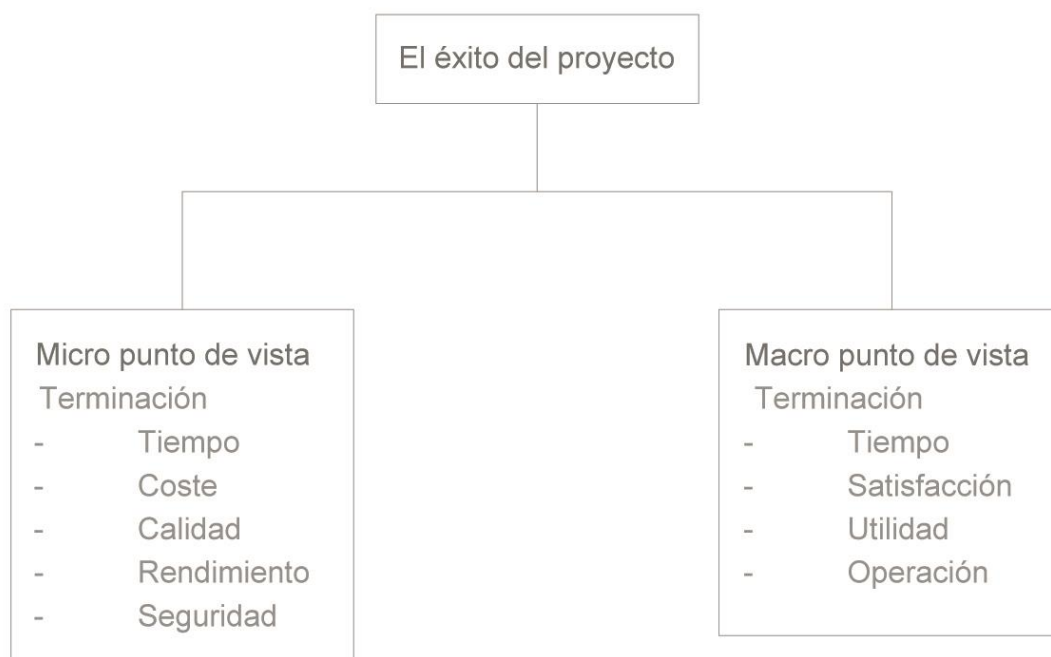 El éxito del proyecto
Micro punto de vista
Terminación
- Tiempo
- Coste
- Calidad
- Rendimiento
- Seguridad
Macro punto de vista
Terminación
- Tiempo
- Satisfacción
- Utilidad
- Operación